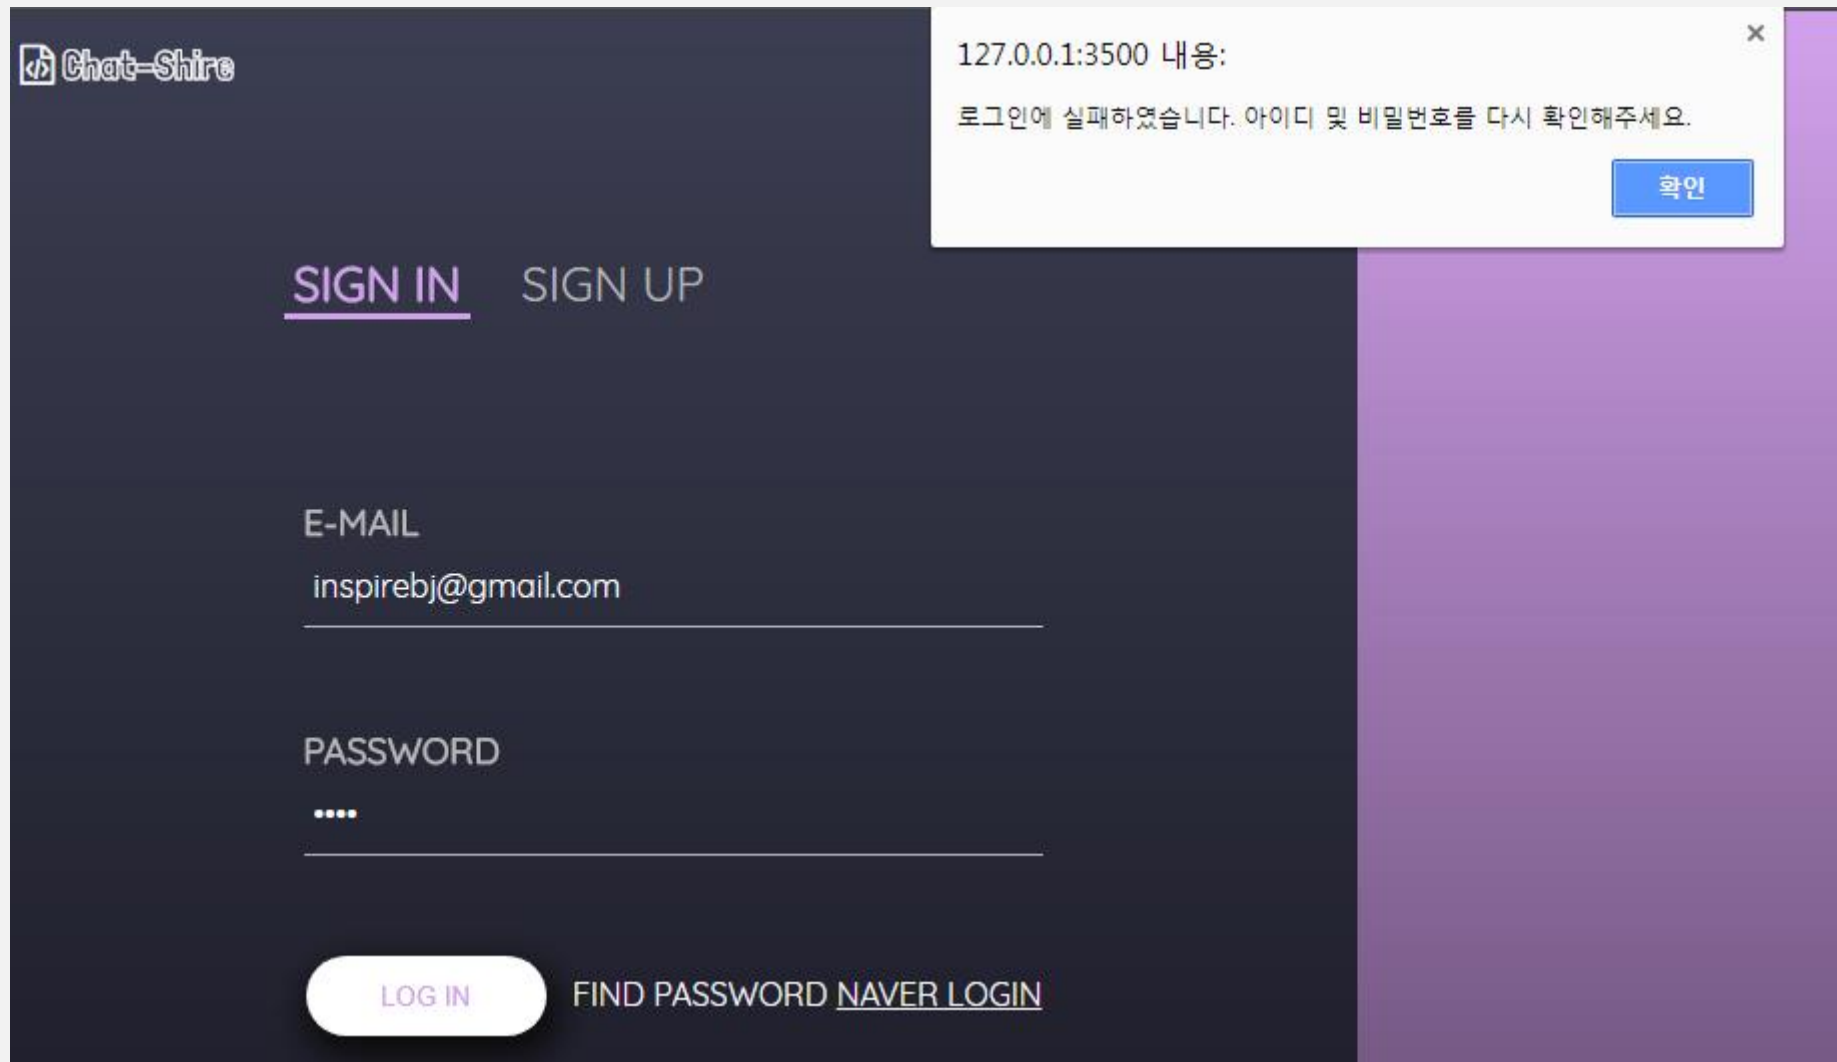 Chat-Shire
127.0.0.1:3500 내용:
로그인에 실패하였습니다. 아이디 및 비밀번호를 다시 확인해주세요.
확인
SIGN IN SIGN UP
E-MAIL
inspirebj@gmail.com
PASSWORD
••••
LOG IN FIND PASSWORD NAVER LOGIN